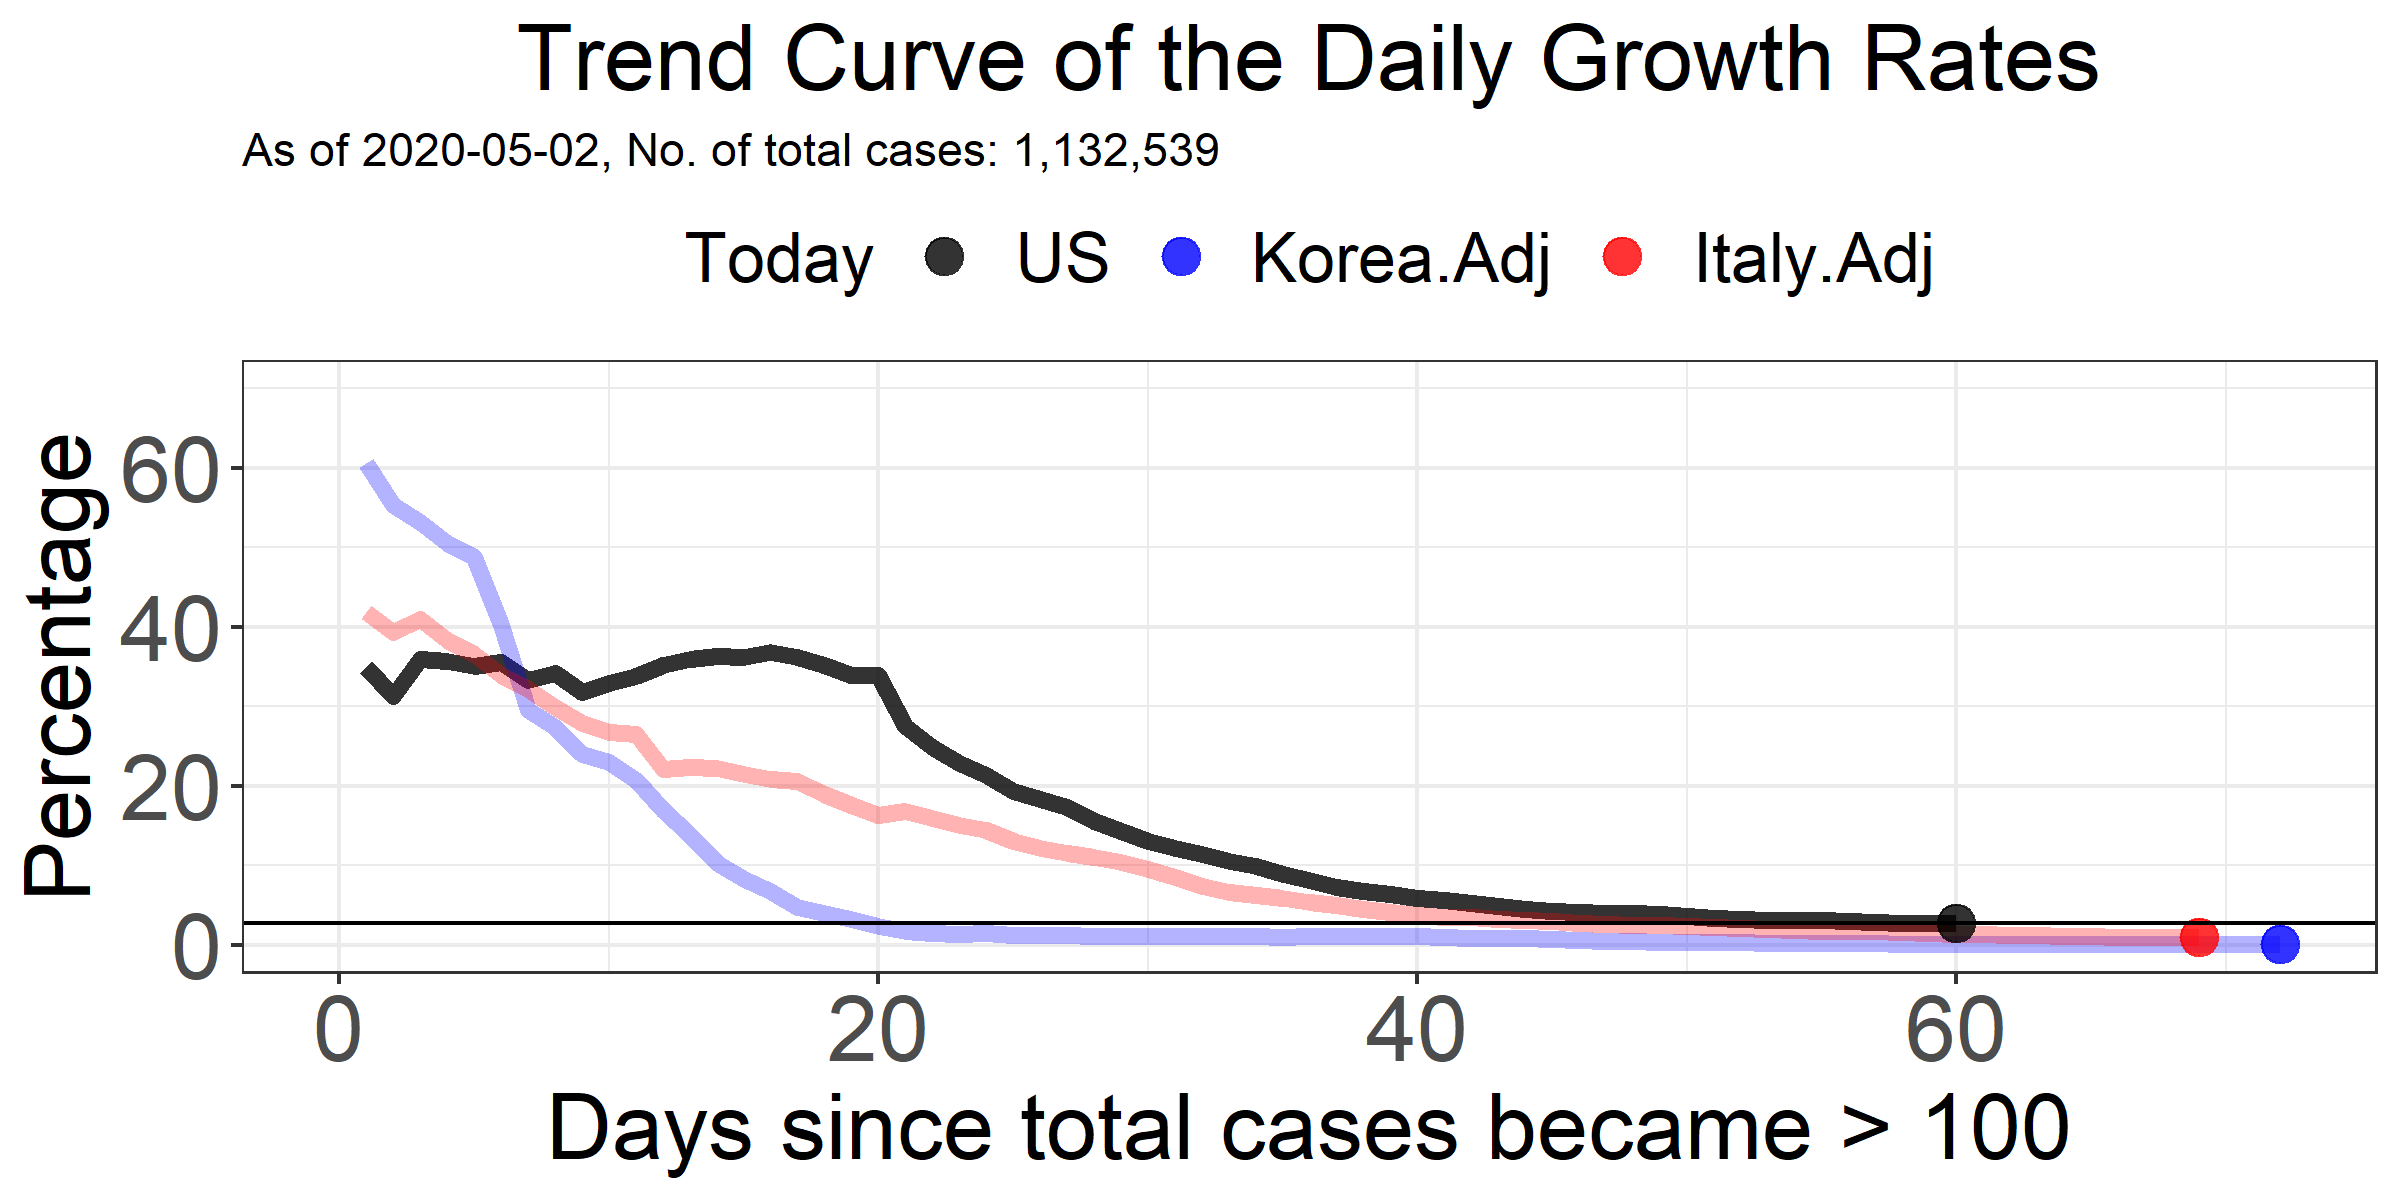 Trend Curve of the Daily Growth Rates
As of 2020-05-02, No. of total cases: 1,132,539
Today US Korea.Adj Italy.Adj
Percentage
60
40
20
0
0 20 40 60
Days since total cases became > 100